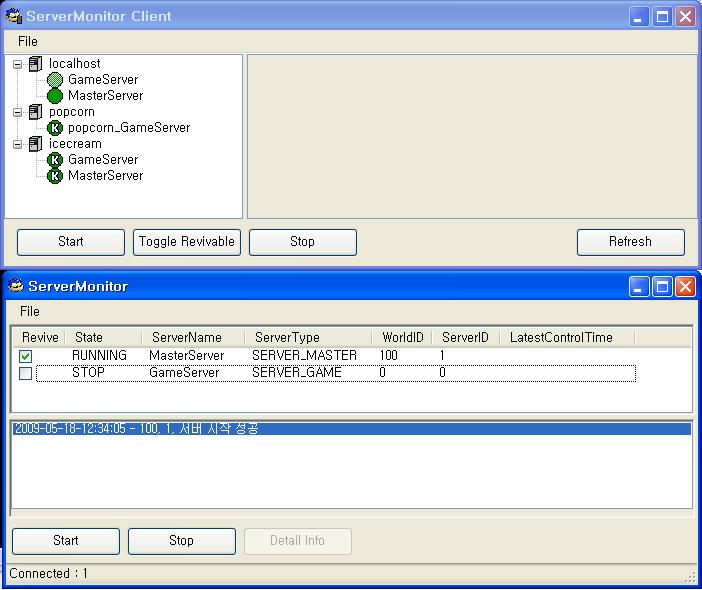 ServerMonitor Client
File
localhost
GameServer
MasterServer
popcorn
K popcorn_GameServer
icecream
K GameServer
K MasterServer
Start Toggle Revivable Stop Refresh
ServerMonitor
File
Revive State ServerName ServerType WorldID ServerID LatestControlTime
RUNNING MasterServer SERVER_MASTER 100 1
STOP GameServer SERVER_GAME 0 0
2009-05-18-12:34:05 - 100, 1, 서버 시작 성공
Start Stop Detail Info
Connected : 1